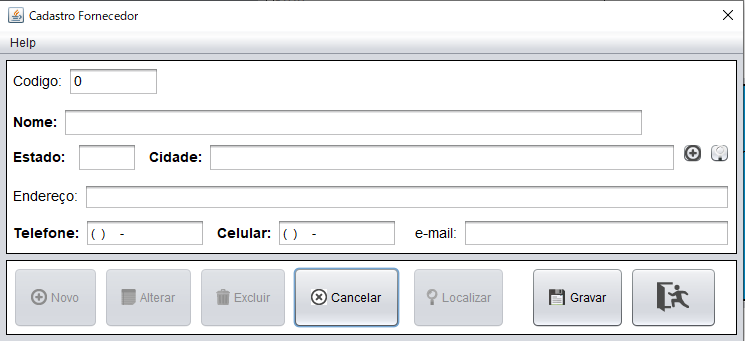 Cadastro Fornecedor
Help
Codigo: 0
Nome:
Estado: Cidade:
Endereço:
Telefone: ( ) - Celular: ( ) - e-mail:
Novo Alterar Excluir Cancelar Localizar Gravar